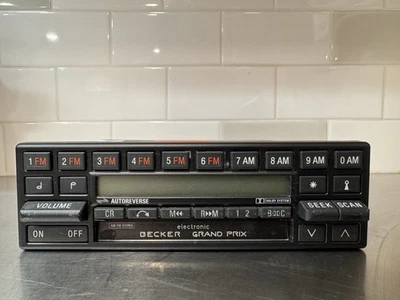 1 FM 2 FM 3 FM 4 FM 5 FM 6 FM 7 AM 8 AM 9 AM 0 AM
AUTOREVERSE DOLBY SYSTEM
VOLUME CR M◄◄ R►►M 1 2 SEEK SCAN
ON OFF electronic
BECKER GRAND PRIX